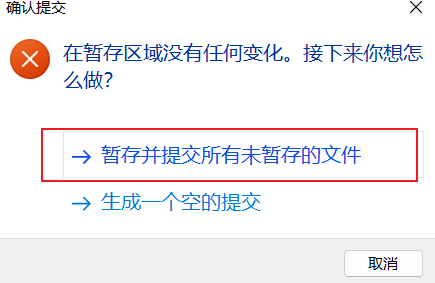 确认提交
在暂存区域没有任何变化。接下来你想怎
么做?
暂存并提交所有未暂存的文件
生成一个空的提交
取消